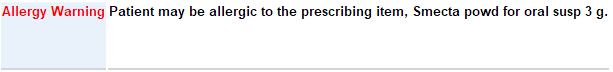 Allergy Warning Patient may be allergic to the prescribing item, Smecta powd for oral susp 3 g.